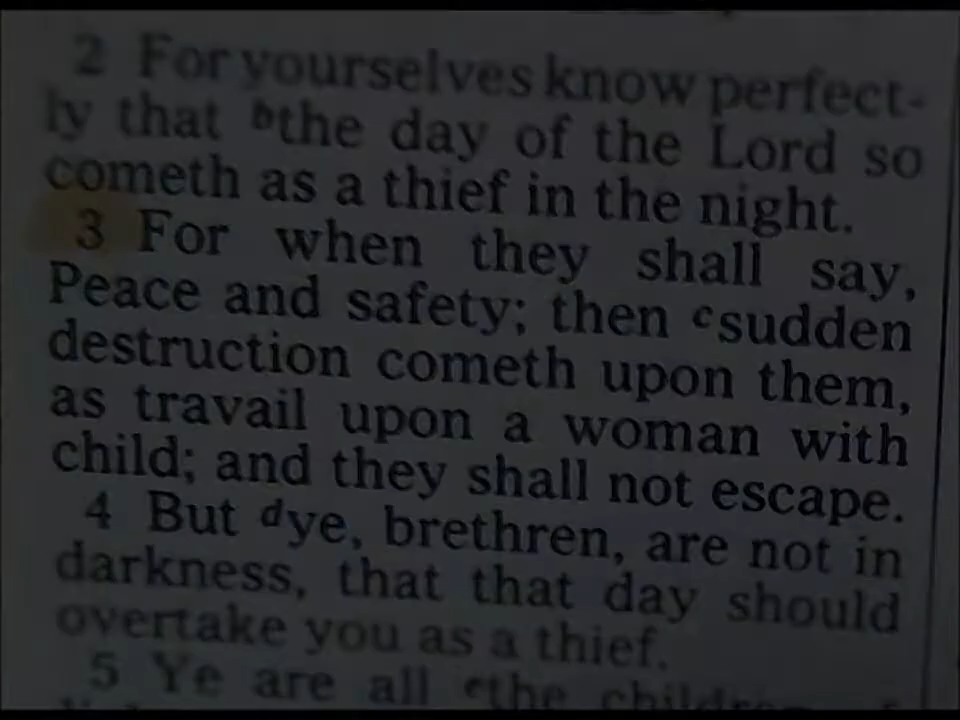 2 For yourselves know perfect-
ly that bthe day of the Lord so
cometh as a thief in the night.
3 For when they shall say,
Peace and safety; then csudden
destruction cometh upon them,
as travail upon a woman with
child; and they shall not escape.
4 But dye, brethren, are not in
darkness, that that day should
overtake you as a thief.
5 Ye are all ethe children of